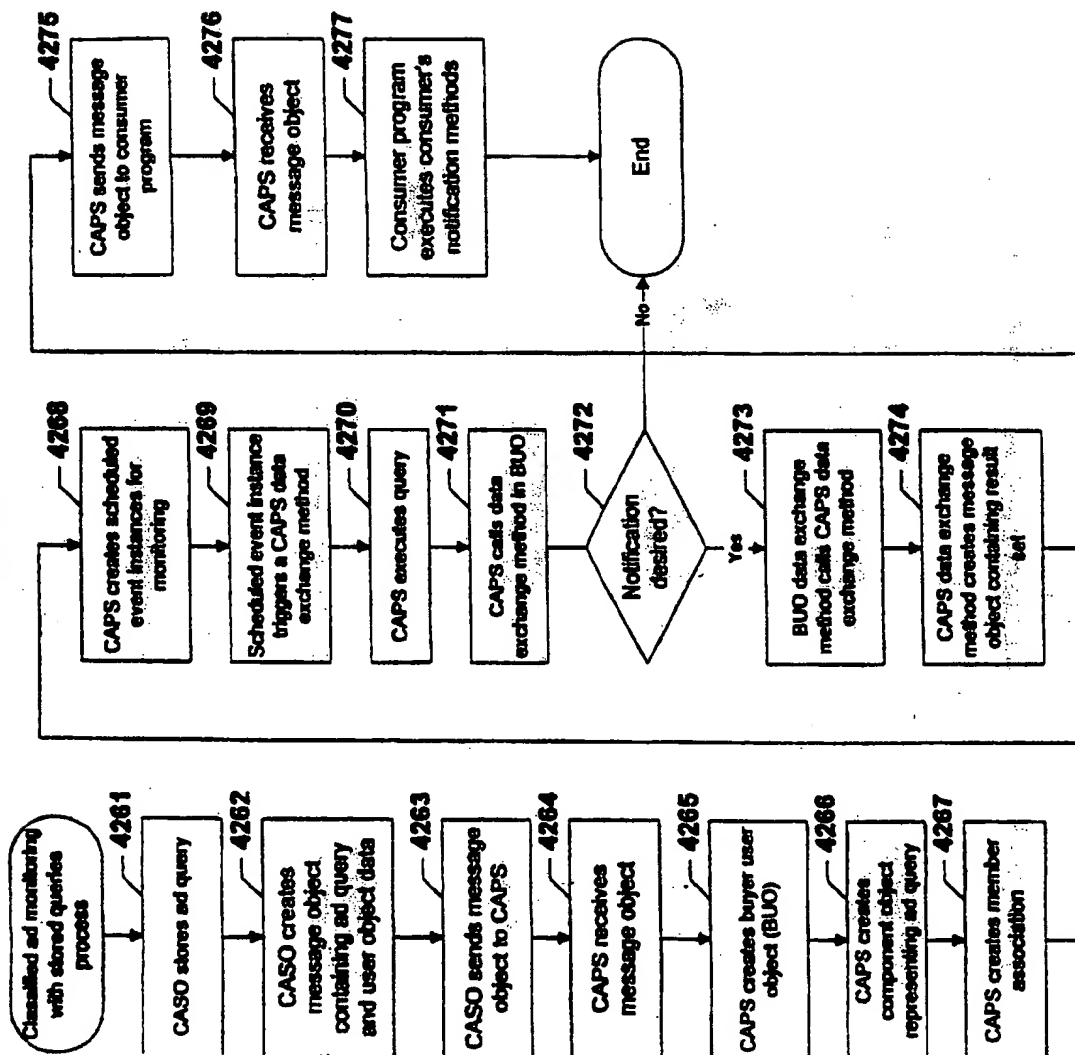 Classified ad monitoring
with stored queries
process
4261
CASO stores ad query
4262
CASO creates
message object
containing ad query
and user object data
4263
CASO sends message
object to CAPS
4264
CAPS receives
message object
4265
CAPS creates buyer user
object (BUO)
4266
CAPS creates
component object
representing ad query
4267
CAPS creates member
association
4268
CAPS creates scheduled
event instances for
monitoring
4269
Scheduled event instance
triggers a CAPS data
exchange method
4270
CAPS executes query
4271
CAPS calls data
exchange method in BUO
4272
Notification
desired?
No
Yes
4273
BUO data exchange
method calls CAPS data
exchange method
4274
CAPS data exchange
method creates message
object containing result
set
4275
CAPS sends message
object to consumer
program
4276
CAPS receives
message object
4277
Consumer program
executes consumer's
notification methods
End